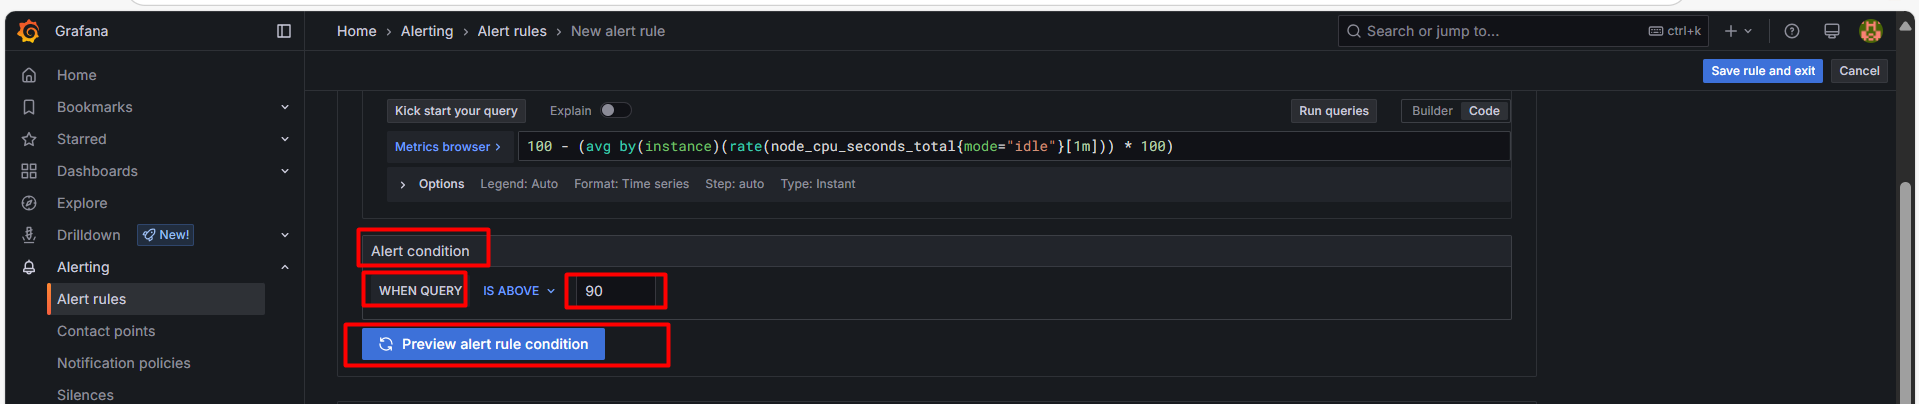 Grafana
Home > Alerting > Alert rules > New alert rule
Search or jump to...
ctrl+k
Save rule and exit
Cancel
Home
Bookmarks
Starred
Dashboards
Explore
Drilldown
New!
Alerting
Alert rules
Contact points
Notification policies
Silences
Kick start your query
Explain
Run queries
Builder
Code
Metrics browser >
100 - (avg by(instance)(rate(node_cpu_seconds_total{mode="idle"}[1m])) * 100)
Options
Legend: Auto
Format: Time series
Step: auto
Type: Instant
Alert condition
WHEN QUERY
IS ABOVE
90
Preview alert rule condition